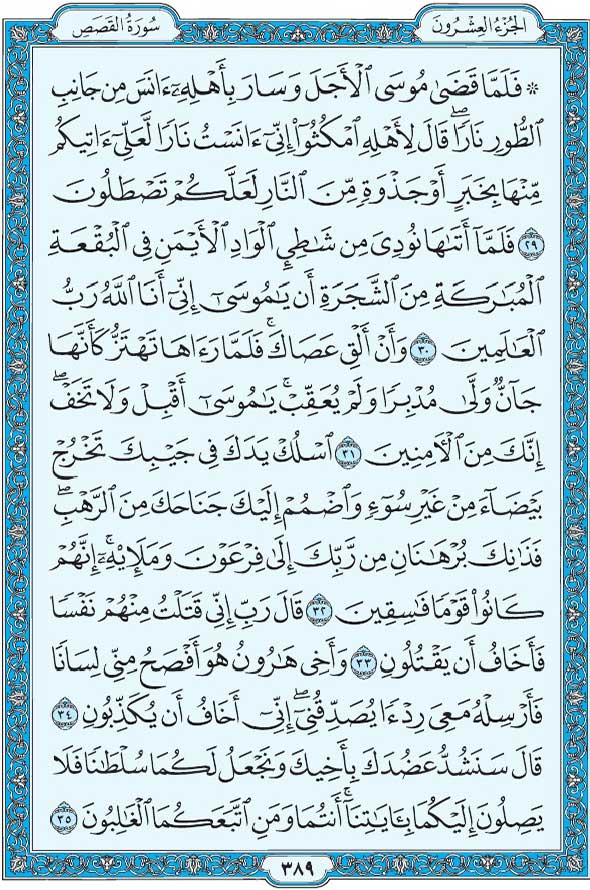 الجُزْءُ العِشْرُونَ
سُورَةُ القَصَصِ
۞ فَلَمَّا قَضَىٰ مُوسَى ٱلْأَجَلَ وَسَارَ بِأَهْلِهِۦٓ ءَانَسَ مِن جَانِبِ
ٱلطُّورِ نَارًاۖ قَالَ لِأَهْلِهِ ٱمْكُثُوٓا۟ إِنِّىٓ ءَانَسْتُ نَارًا لَّعَلِّىٓ ءَاتِيكُم
مِّنْهَا بِخَبَرٍ أَوْ جَذْوَةٍ مِّنَ ٱلنَّارِ لَعَلَّكُمْ تَصْطَلُونَ
٢٩ فَلَمَّآ أَتَىٰهَا نُودِىَ مِن شَٰطِئِ ٱلْوَادِ ٱلْأَيْمَنِ فِى ٱلْبُقْعَةِ
ٱلْمُبَٰرَكَةِ مِنَ ٱلشَّجَرَةِ أَن يَٰمُوسَىٰٓ إِنِّىٓ أَنَا ٱللَّهُ رَبُّ
ٱلْعَٰلَمِينَ ٣٠ وَأَنْ أَلْقِ عَصَاكَۚ فَلَمَّا رَءَاهَا تَهْتَزُّ كَأَنَّهَا
جَآنٌّ وَلَّىٰ مُدْبِرًا وَلَمْ يُعَقِّبْۚ يَٰمُوسَىٰٓ أَقْبِلْ وَلَا تَخَفْۖ
إِنَّكَ مِنَ ٱلْءَامِنِينَ ٣١ ٱسْلُكْ يَدَكَ فِى جَيْبِكَ تَخْرُجْ
بَيْضَآءَ مِنْ غَيْرِ سُوٓءٍ وَٱضْمُمْ إِلَيْكَ جَنَاحَكَ مِنَ ٱلرَّهْبِۖ
فَذَٰنِكَ بُرْهَٰنَانِ مِن رَّبِّكَ إِلَىٰ فِرْعَوْنَ وَمَلَإِي۟هِۦٓۚ إِنَّهُمْ
كَانُوا۟ قَوْمًا فَٰسِقِينَ ٣٢ قَالَ رَبِّ إِنِّى قَتَلْتُ مِنْهُمْ نَفْسًا
فَأَخَافُ أَن يَقْتُلُونِ ٣٣ وَأَخِى هَٰرُونُ هُوَ أَفْصَحُ مِنِّى لِسَانًا
فَأَرْسِلْهُ مَعِىَ رِدْءًا يُصَدِّقُنِىٓۖ إِنِّىٓ أَخَافُ أَن يُكَذِّبُونِ ٣٤
قَالَ سَنَشُدُّ عَضُدَكَ بِأَخِيكَ وَنَجْعَلُ لَكُمَا سُلْطَٰنًا فَلَا
يَصِلُونَ إِلَيْكُمَا بِـَٔايَٰتِنَآۚ أَنتُمَا وَمَنِ ٱتَّبَعَكُمَا ٱلْغَٰلِبُونَ ٣٥
٣٨٩